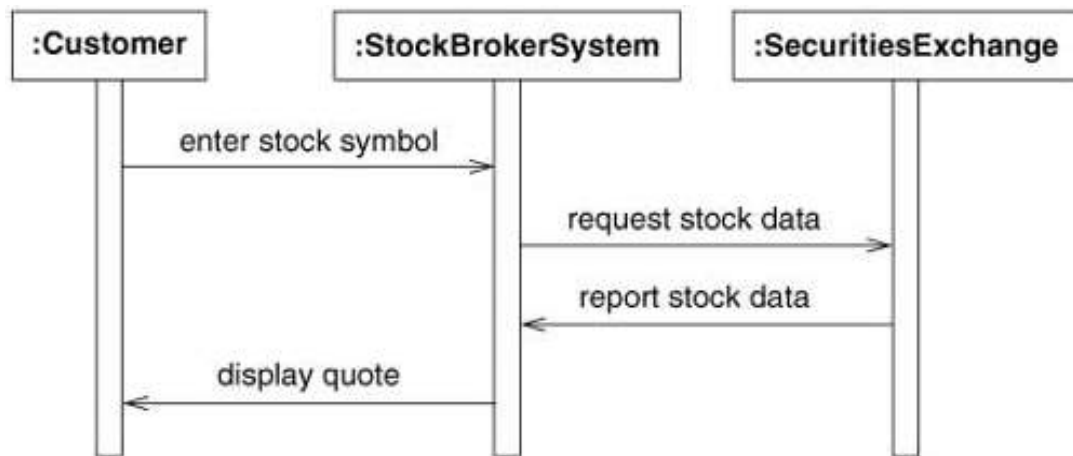 :Customer
:StockBrokerSystem
:SecuritiesExchange
enter stock symbol
request stock data
report stock data
display quote